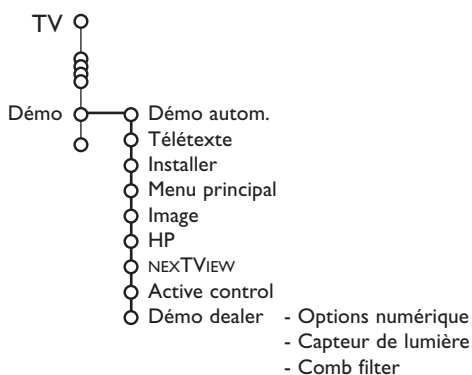 TV
Démo
Démo autom.
Télétexte
Installer
Menu principal
Image
HP
NEXTVIEW
Active control
Démo dealer - Options numérique
- Capteur de lumière
- Comb filter